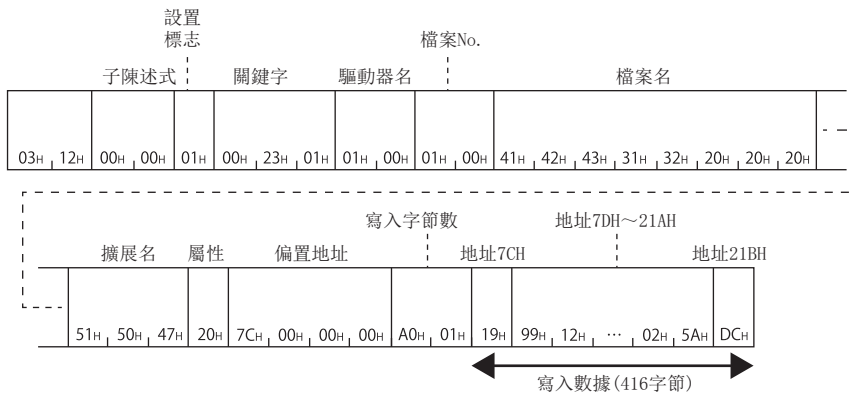 設置
標志
檔案No.
子陳述式 關鍵字 驅動器名 檔案名
03H 12H 00H 00H 01H 00H 23H 01H 01H 00H 01H 00H 41H 42H 43H 31H 32H 20H 20H 20H
寫入字節數 地址7DH～21AH
擴展名 屬性 偏置地址 地址7CH 地址21BH
51H 50H 47H 20H 7CH 00H 00H 00H A0H 01H 19H 99H 12H … 02H 5AH DCH
寫入數據(416字節)